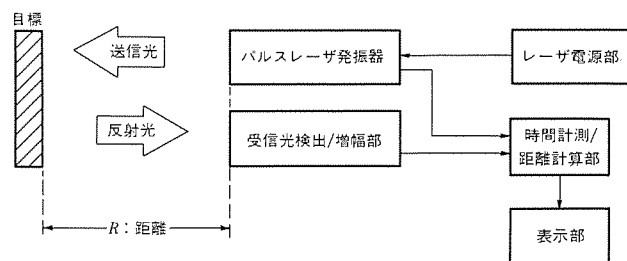 目標
送信光
パルスレーザ発振器
レーザ電源部
反射光
受信光検出/増幅部
時間計測/
距離計算部
R：距離
表示部